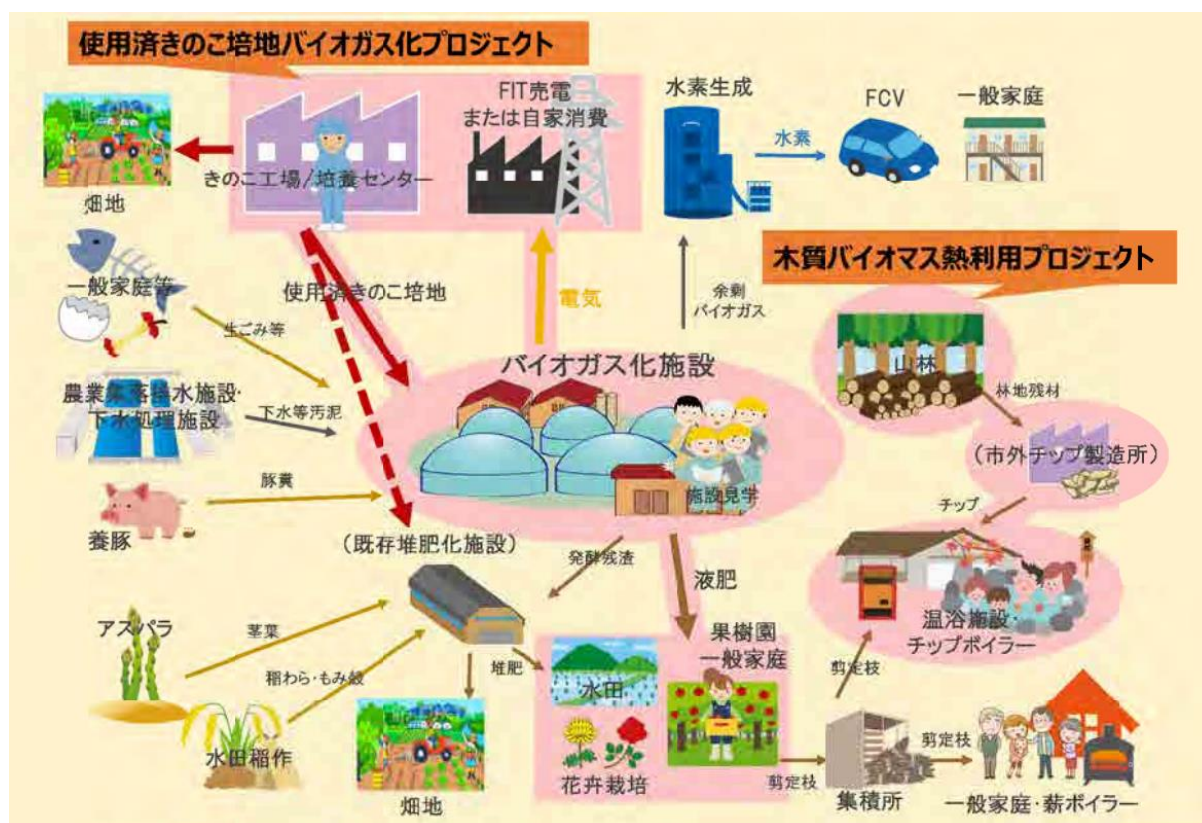 使用済きのこ培地バイオガス化プロジェクト
FIT売電
または自家消費
水素生成
FCV
一般家庭
水素
きのこ工場/培養センター
畑地
木質バイオマス熱利用プロジェクト
一般家庭等
使用済きのこ培地
電気
余剰
バイオガス
生ごみ等
山林
バイオガス化施設
林地残材
農業集落排水施設・
下水処理施設
下水等汚泥
(市外チップ製造所)
豚糞
施設見学
チップ
養豚
(既存堆肥化施設)
発酵残渣
液肥
温浴施設・
チップボイラー
アスパラ
茎葉
果樹園
一般家庭
剪定枝
稲わら・もみ殻
堆肥
水田
水田稲作
畑地
花卉栽培
剪定枝
集積所
剪定枝
一般家庭・薪ボイラー